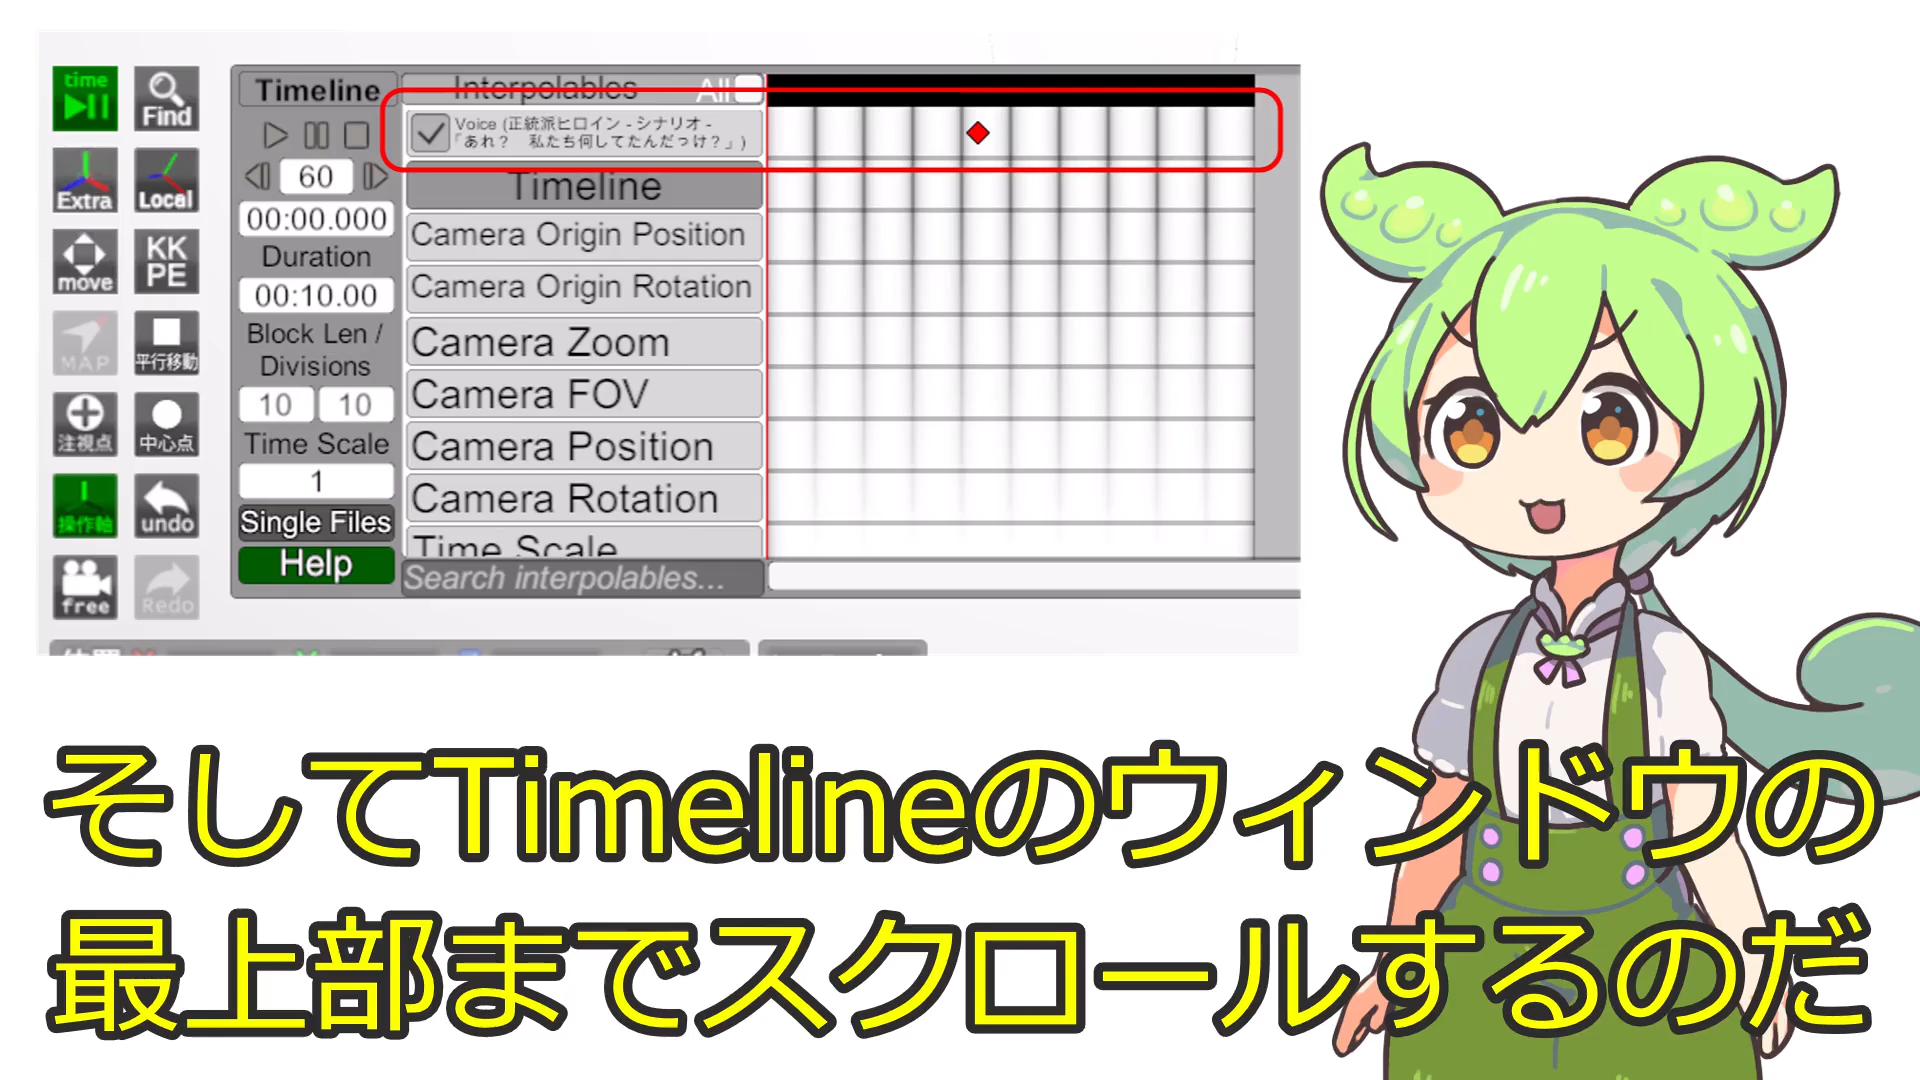 time
Find
Extra
Local
move
KK
PE
MAP
平行移動
注視点
中心点
操作軸
undo
free
Redo
Timeline
60
00:00.000
Duration
00:10.00
Block Len /
Divisions
10 10
Time Scale
1
Single Files
Help
Interpolables All
Voice (正統派ヒロイン - シナリオ -
「あれ？　私たち何してたんだっけ？」)
Timeline
Camera Origin Position
Camera Origin Rotation
Camera Zoom
Camera FOV
Camera Position
Camera Rotation
Time Scale
Search interpolables...
そしてTimelineのウィンドウの
最上部までスクロールするのだ